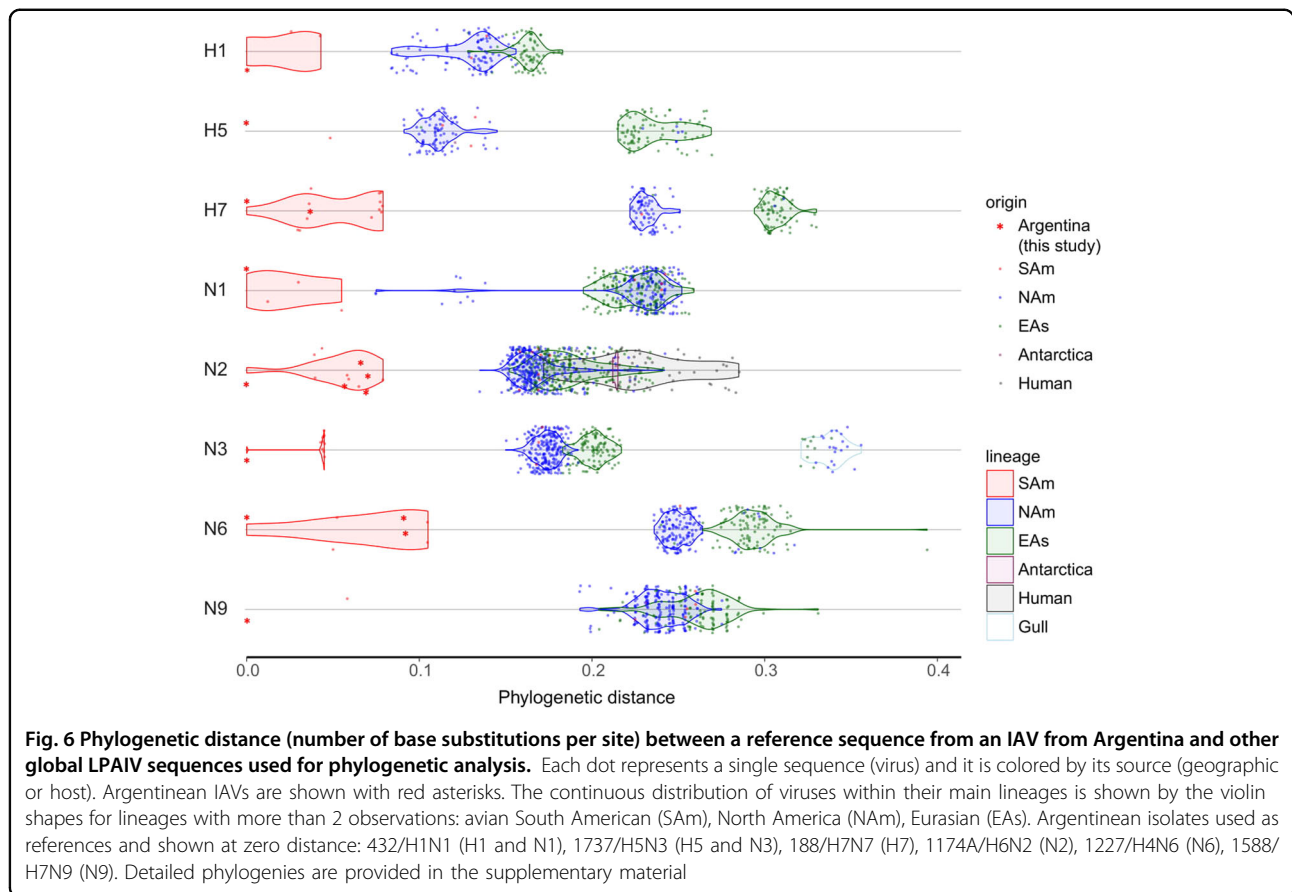 H1
H5
H7
N1
N2
N3
N6
N9
0.0 0.1 0.2 0.3 0.4
Phylogenetic distance
origin
Argentina
(this study)
SAm
NAm
EAs
Antarctica
Human
lineage
SAm
NAm
EAs
Antarctica
Human
Gull
Fig. 6 Phylogenetic distance (number of base substitutions per site) between a reference sequence from an IAV from Argentina and other
global LPAIV sequences used for phylogenetic analysis. Each dot represents a single sequence (virus) and it is colored by its source (geographic
or host). Argentinean IAVs are shown with red asterisks. The continuous distribution of viruses within their main lineages is shown by the violin
shapes for lineages with more than 2 observations: avian South American (SAm), North America (NAm), Eurasian (EAs). Argentinean isolates used as
references and shown at zero distance: 432/H1N1 (H1 and N1), 1737/H5N3 (H5 and N3), 188/H7N7 (H7), 1174A/H6N2 (N2), 1227/H4N6 (N6), 1588/
H7N9 (N9). Detailed phylogenies are provided in the supplementary material